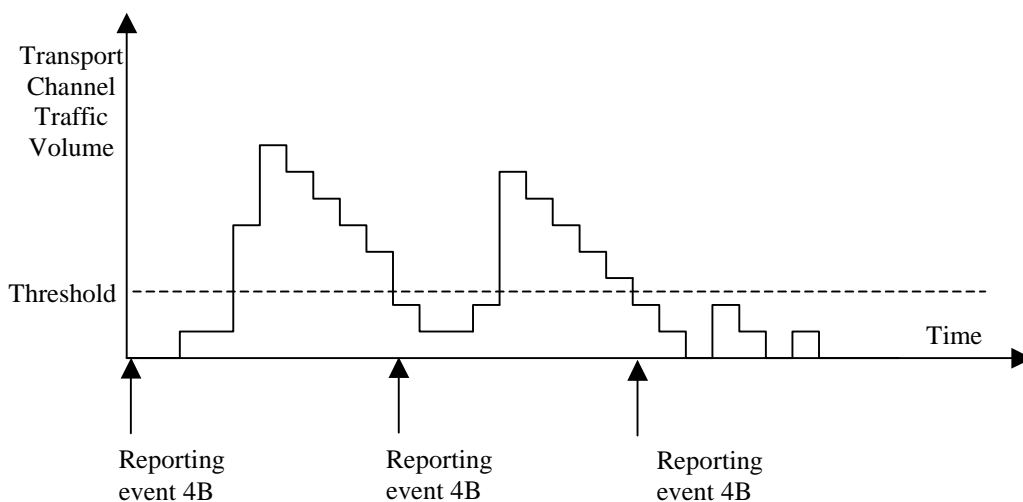 Transport
Channel
Traffic
Volume
Threshold
Time
Reporting
event 4B
Reporting
event 4B
Reporting
event 4B